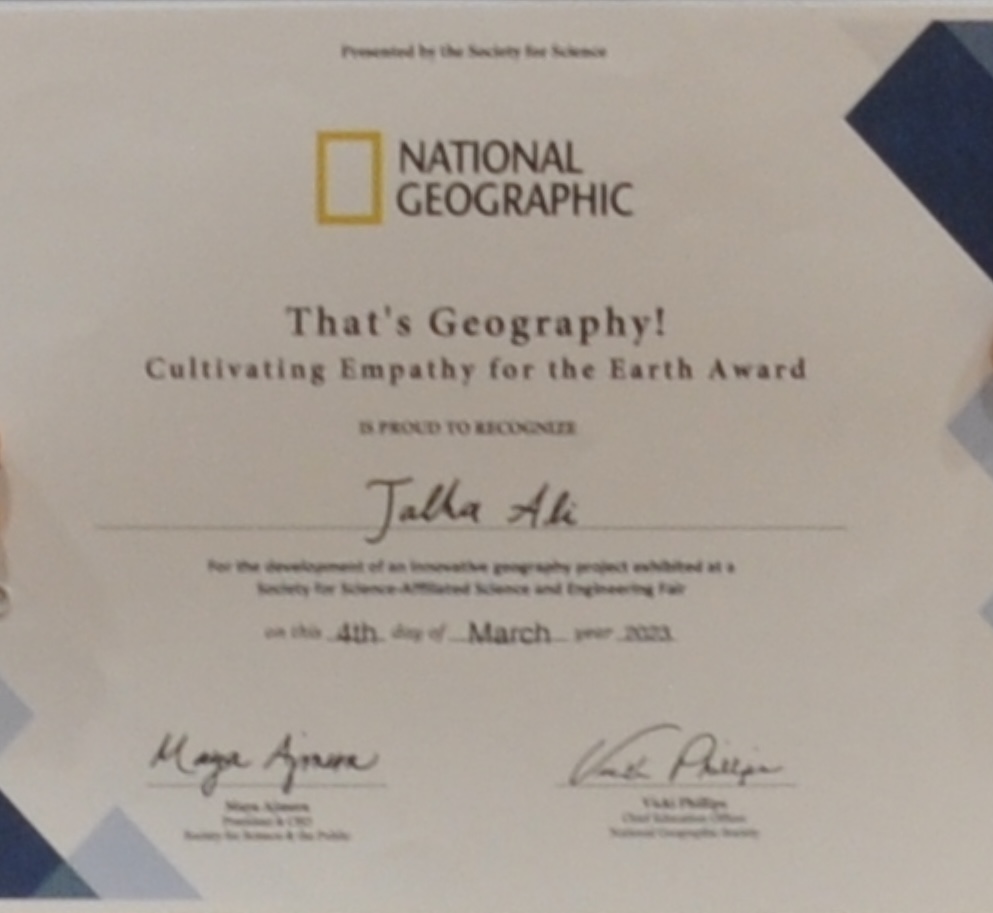 Presented by the Society for Science
NATIONAL
GEOGRAPHIC
That's Geography!
Cultivating Empathy for the Earth Award
IS PROUD TO RECOGNIZE
Talha Ali
For the development of an innovative geography project exhibited at a
Society for Science-Affiliated Science and Engineering Fair
on this 4th day of March year 2023
Maya Ajmera Vicki Phillips
Maya Ajmera Vicki Phillips
President & CEO Chief Education Officer
Society for Science & the Public National Geographic Society